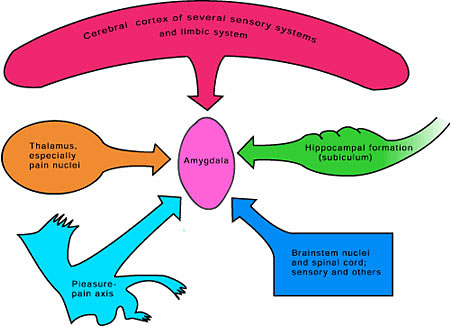 Cerebral cortex of several sensory systems
and limbic system
Thalamus,
especially
pain nuclei
Amygdala
Hippocampal formation
(subiculum)
Pleasure-
pain axis
Brainstem nuclei
and spinal cord;
sensory and others